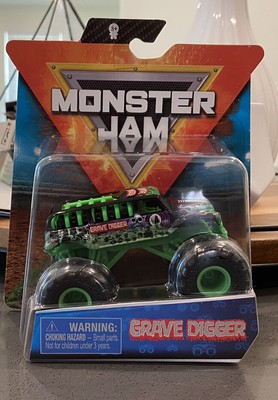 MONSTER
JAM
GRAVE DIGGER
WARNING:
CHOKING HAZARD – Small parts.
Not for children under 3 years.
GRAVE DIGGER